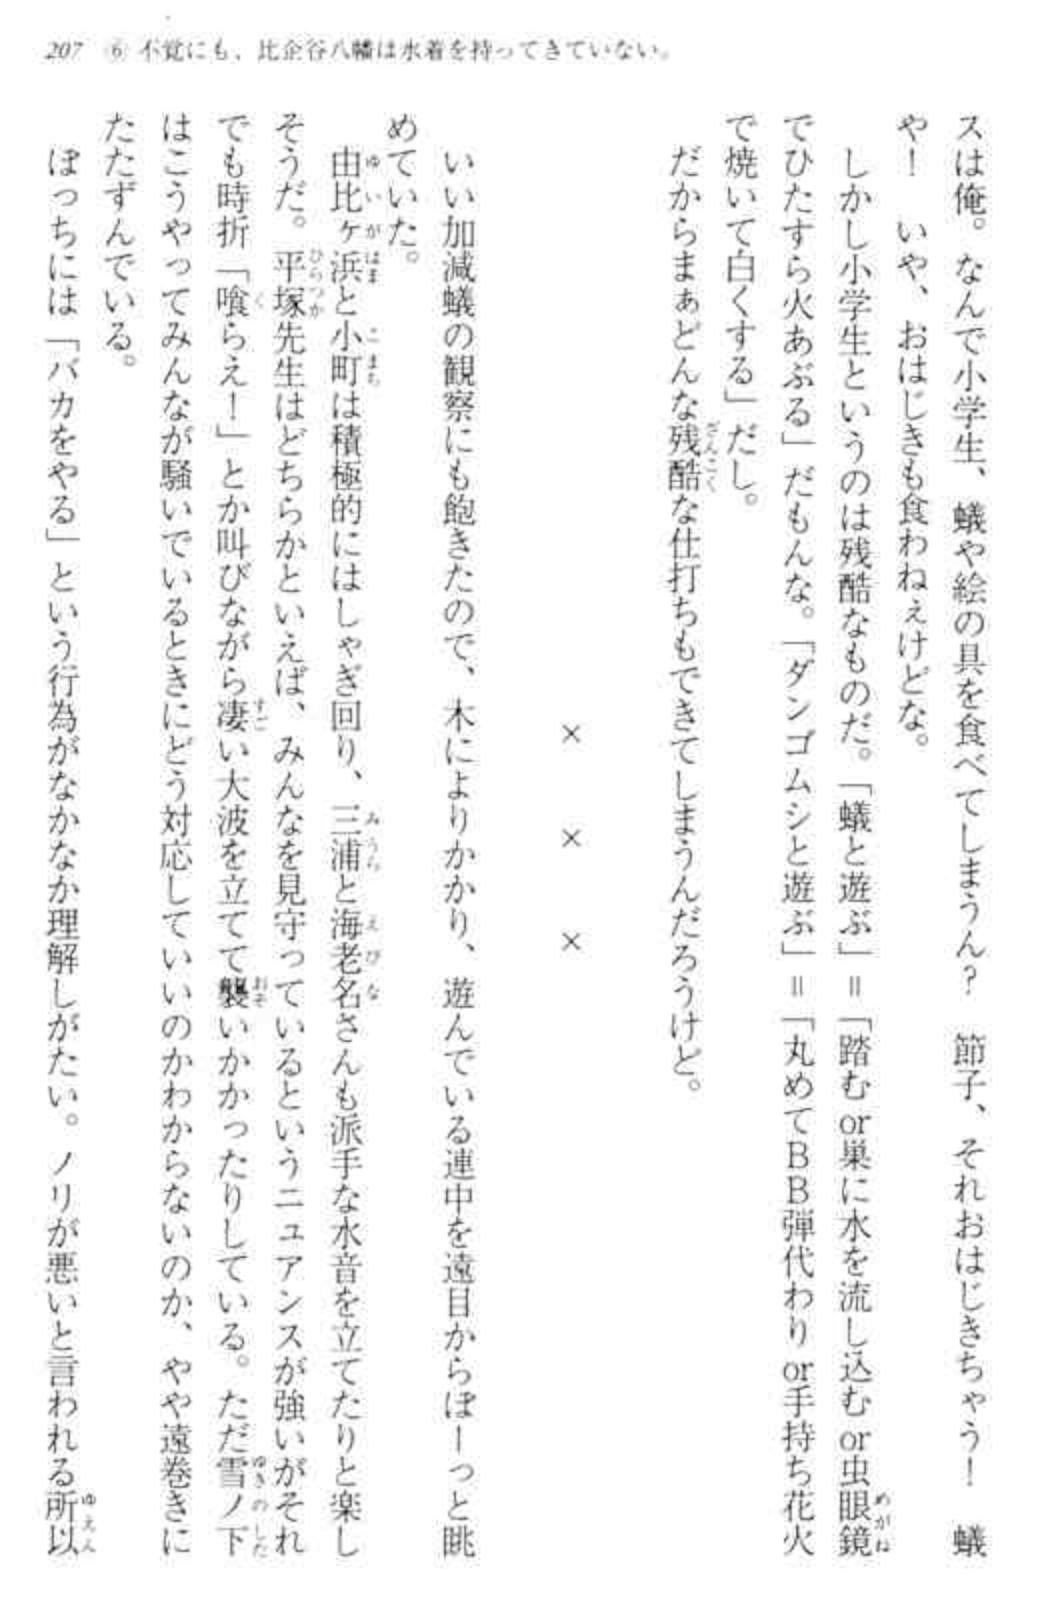 207 ⑥ 不覚にも、比企谷八幡は水着を持ってきていない。
スは俺。なんで小学生、蟻や絵の具を食べてしまうん？　節子、それおはじきちゃう！　蟻
や！　いや、おはじきも食わねぇけどな。
しかし小学生というのは残酷なものだ。「蟻と遊ぶ」＝「踏むor巣に水を流し込むor虫眼鏡
でひたすら火あぶる」だもんな。「ダンゴムシと遊ぶ」＝「丸めてＢＢ弾代わりor手持ち花火
で焼いて白くする」だし。
だからまぁどんな残酷な仕打ちもできてしまうんだろうけど。
×　×　×
いい加減蟻の観察にも飽きたので、木によりかかり、遊んでいる連中を遠目からぼーっと眺
めていた。
由比ヶ浜と小町は積極的にはしゃぎ回り、三浦と海老名さんも派手な水音を立てたりと楽し
そうだ。平塚先生はどちらかといえば、みんなを見守っているというニュアンスが強いがそれ
でも時折「喰らえ！」とか叫びながら凄い大波を立てて襲いかかったりしている。ただ雪ノ下
はこうやってみんなが騒いでいるときにどう対応していいのかわからないのか、やや遠巻きに
たたずんでいる。
ぼっちには「バカをやる」という行為がなかなか理解しがたい。ノリが悪いと言われる所以